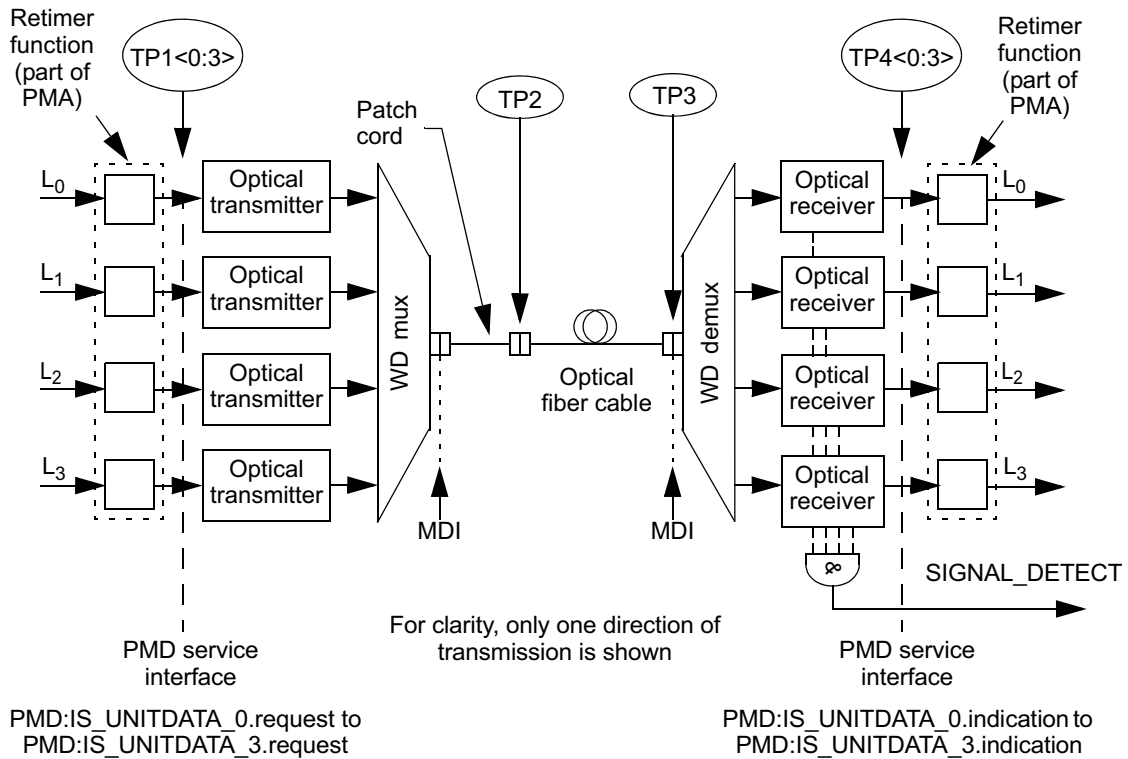 Retimer
function
(part of
PMA)
TP1<0:3>
Patch
cord
TP2
TP3
TP4<0:3>
Retimer
function
(part of
PMA)
L0
Optical
transmitter
L1
Optical
transmitter
L2
Optical
transmitter
L3
Optical
transmitter
WD mux
Optical
fiber cable
WD demux
Optical
receiver
L0
Optical
receiver
L1
Optical
receiver
L2
Optical
receiver
L3
MDI
MDI
&
SIGNAL_DETECT
For clarity, only one direction of
transmission is shown
PMD service
interface
PMD service
interface
PMD:IS_UNITDATA_0.request to
PMD:IS_UNITDATA_3.request
PMD:IS_UNITDATA_0.indication to
PMD:IS_UNITDATA_3.indication